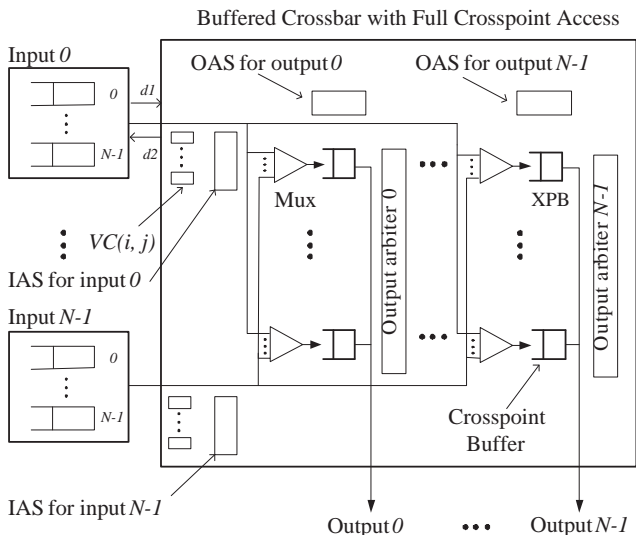 Buffered Crossbar with Full Crosspoint Access
Input 0
0
N-1
d1
d2
OAS for output 0
OAS for output N-1
Mux
XPB
VC(i, j)
IAS for input 0
Output arbiter 0
Output arbiter N-1
Input N-1
0
N-1
Crosspoint
Buffer
IAS for input N-1
Output 0
Output N-1